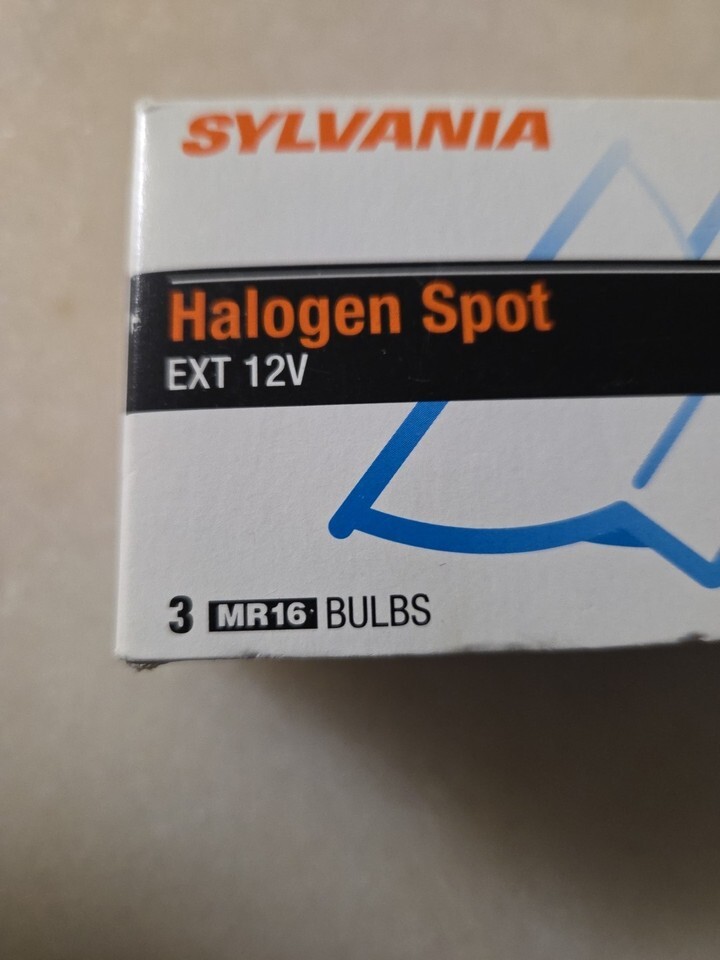 SYLVANIA
Halogen Spot
EXT 12V
3 MR16 BULBS